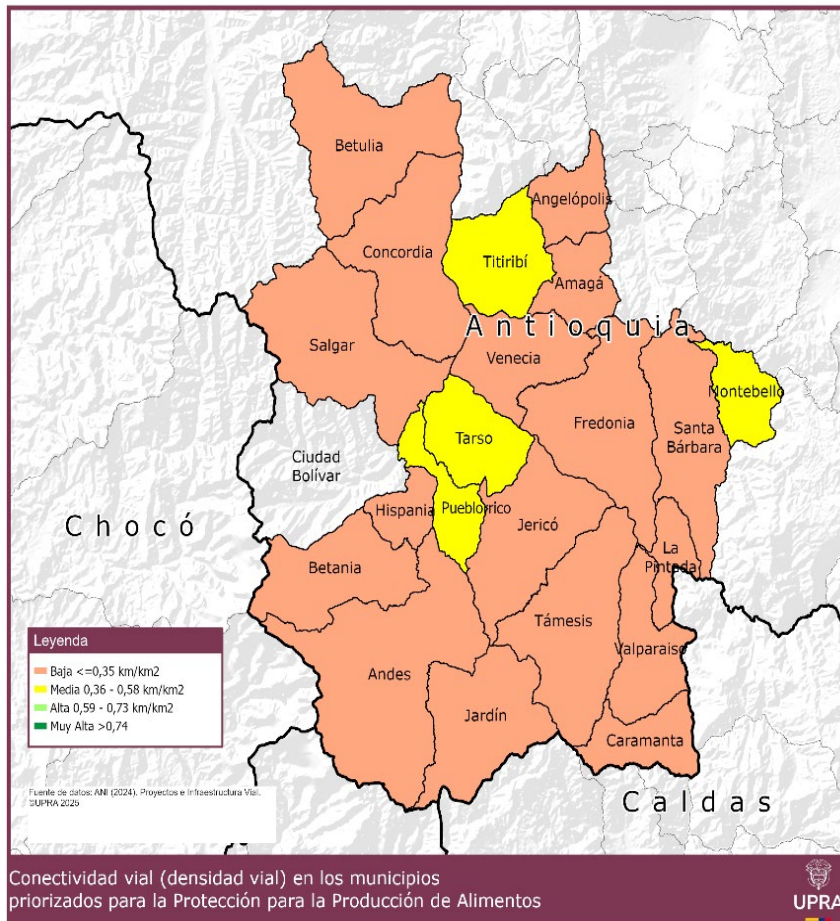 Betulia
Angelópolis
Concordia
Titiribí
Amagá
Antioquia
Salgar
Venecia
Montebello
Fredonia
Santa
Bárbara
Tarso
Ciudad
Bolívar
Hispania
Pueblorrico
Jericó
Chocó
La
Pintada
Betania
Támesis
Valparaiso
Andes
Jardín
Caramanta
Caldas
Leyenda
Baja <=0,35 km/km2
Media 0,36 - 0,58 km/km2
Alta 0,59 - 0,73 km/km2
Muy Alta >0,74
Fuente de datos: ANI (2024). Proyectos e Infraestructura Vial.
©UPRA 2025
Conectividad vial (densidad vial) en los municipios
priorizados para la Protección para la Producción de Alimentos
UPRA